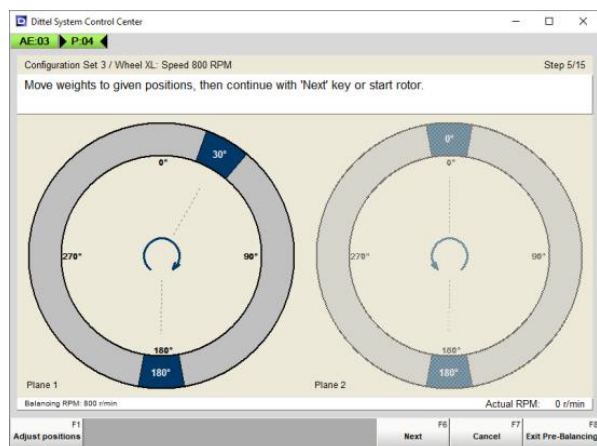 Dittel System Control Center
AE:03 P:04
Configuration Set 3 / Wheel XL: Speed 800 RPM Step 5/15
Move weights to given positions, then continue with 'Next' key or start rotor.
30° 0°
0° 0°
270° 90° 270° 90°
180° 180°
180° 180°
Plane 1 Plane 2
Balancing RPM: 800 r/min Actual RPM: 0 r/min
F1 F6 F7 F8
Adjust positions Next Cancel Exit Pre-Balancing